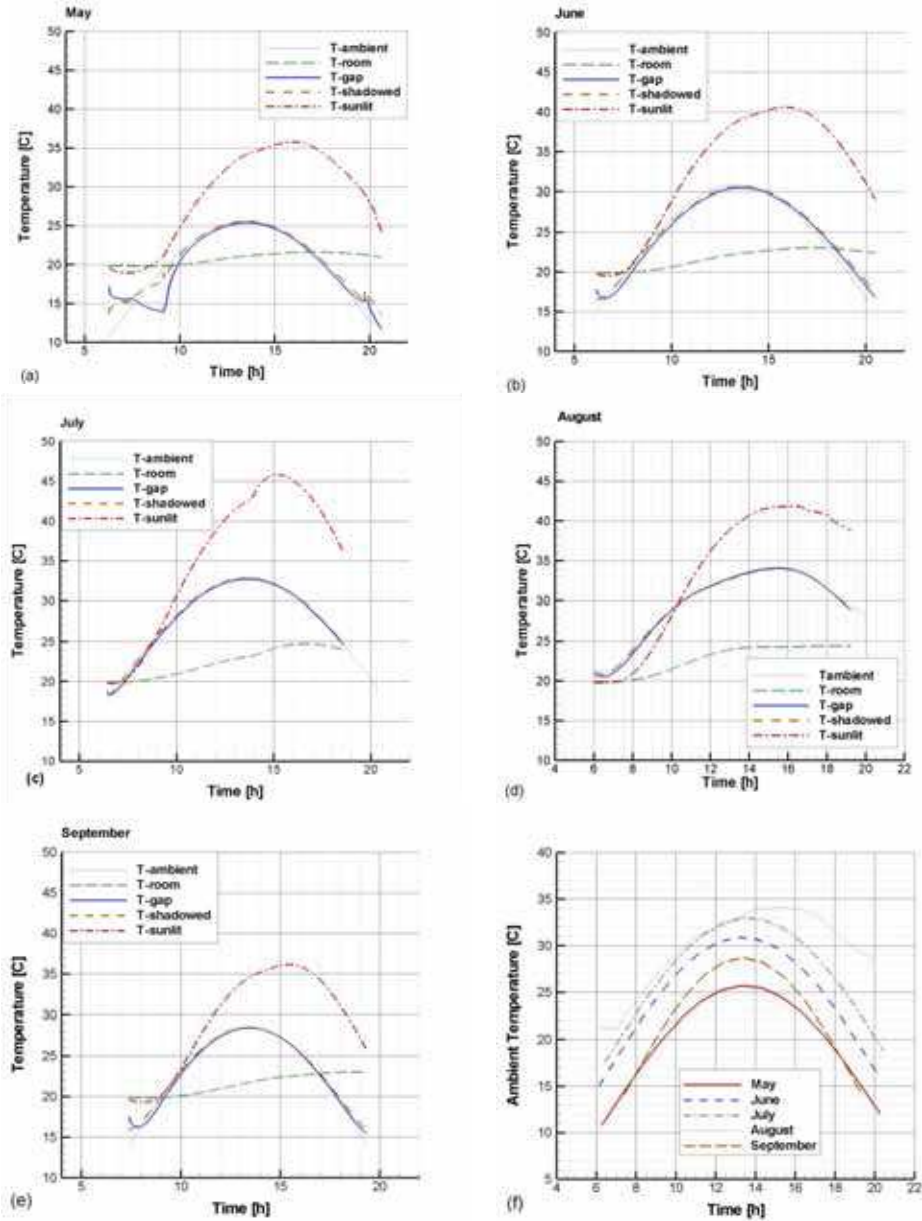 May
50
45
40
35
30
25
20
15
10
Temperature [C]
T-ambient
T-room
T-gap
T-shadowed
T-sunlit
5 10 15 20
Time [h]
(a)
June
50
45
40
35
30
25
20
15
10
Temperature [C]
T-ambient
T-room
T-gap
T-shadowed
T-sunlit
5 10 15 20
Time [h]
(b)
July
50
45
40
35
30
25
20
15
10
Temperature [C]
T-ambient
T-room
T-gap
T-shadowed
T-sunlit
5 10 15 20
Time [h]
(c)
August
50
45
40
35
30
25
20
15
10
Temperature [C]
Tambient
T-room
T-gap
T-shadowed
T-sunlit
4 6 8 10 12 14 16 18 20 22
Time [h]
(d)
September
50
45
40
35
30
25
20
15
10
Temperature [C]
T-ambient
T-room
T-gap
T-shadowed
T-sunlit
5 10 15 20
Time [h]
(e)
40
35
30
25
20
15
10
5
Ambient Temperature [C]
May
June
July
August
September
4 6 8 10 12 14 16 18 20 22
Time [h]
(f)